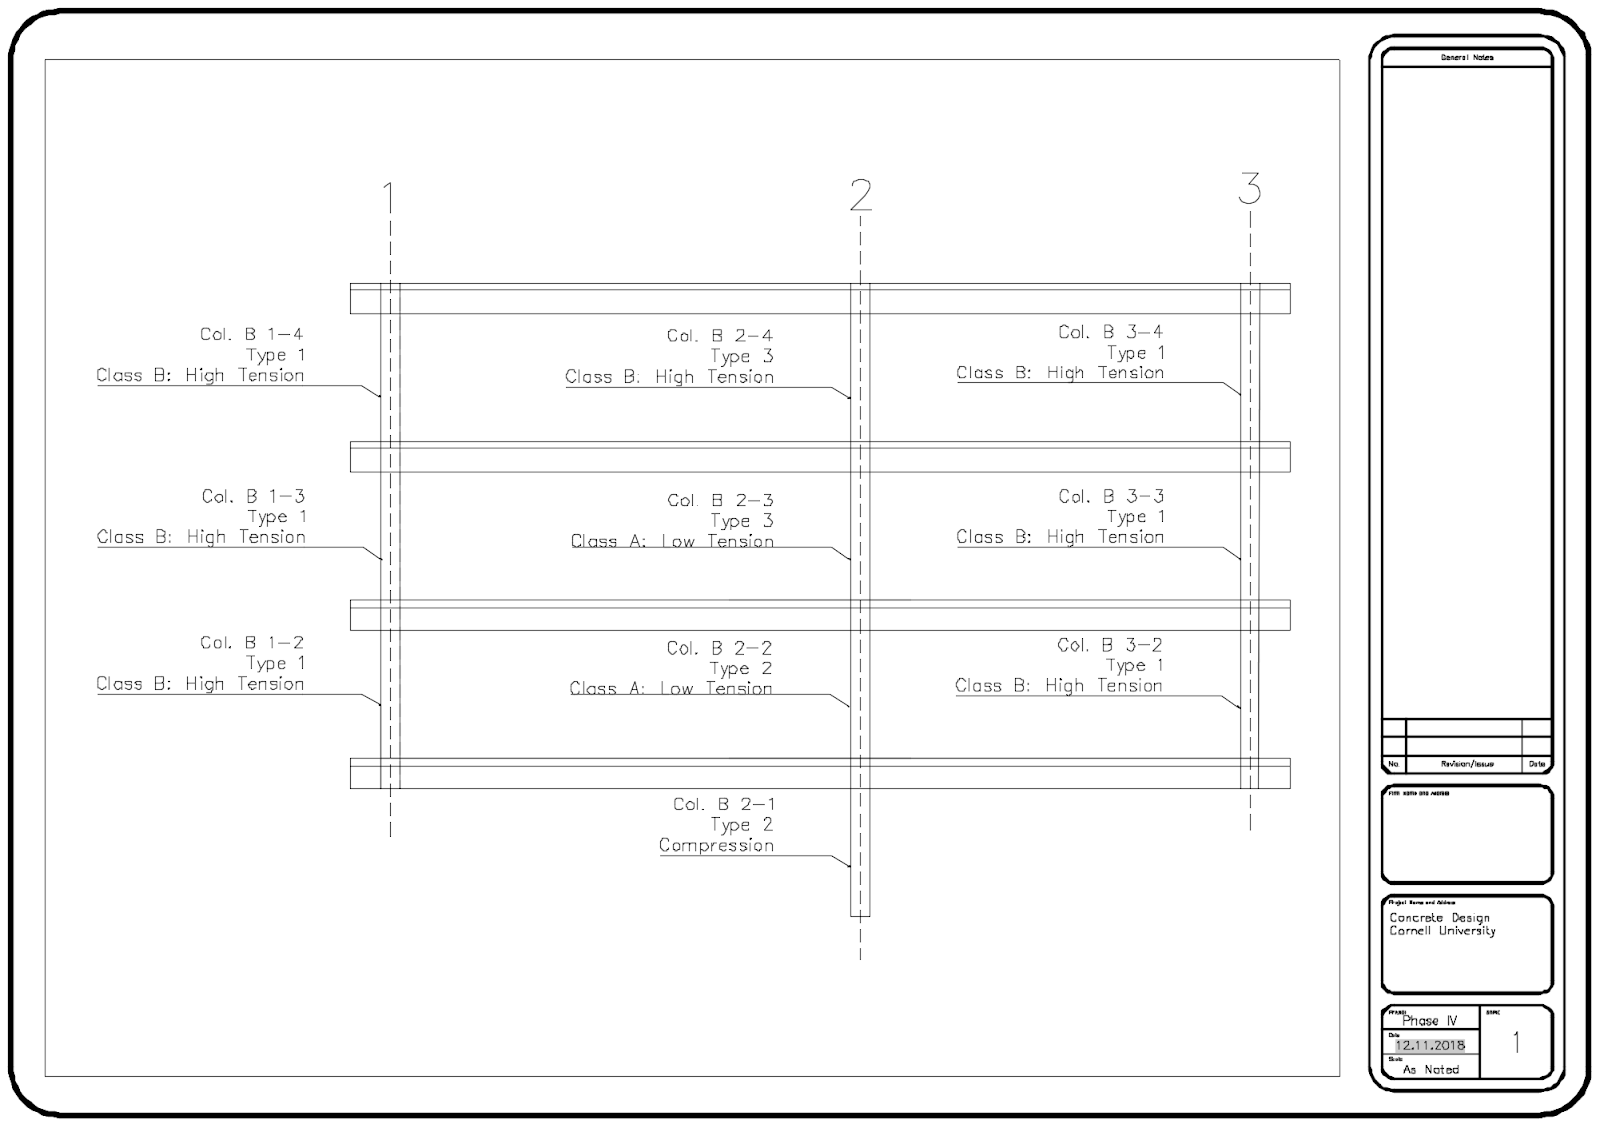 General Notes
1
2
3
Col. B 1-4
Type 1
Class B: High Tension
Col. B 2-4
Type 3
Class B: High Tension
Col. B 3-4
Type 1
Class B: High Tension
Col. B 1-3
Type 1
Class B: High Tension
Col. B 2-3
Type 3
Class A: Low Tension
Col. B 3-3
Type 1
Class B: High Tension
Col. B 1-2
Type 1
Class B: High Tension
Col. B 2-2
Type 2
Class A: Low Tension
Col. B 3-2
Type 1
Class B: High Tension
Col. B 2-1
Type 2
Compression
No. Revision/Issue Date
Firm Name and Address
Project Name and Address
Concrete Design
Cornell University
Phase IV
Date
12.11.2018
Scale
As Noted
1